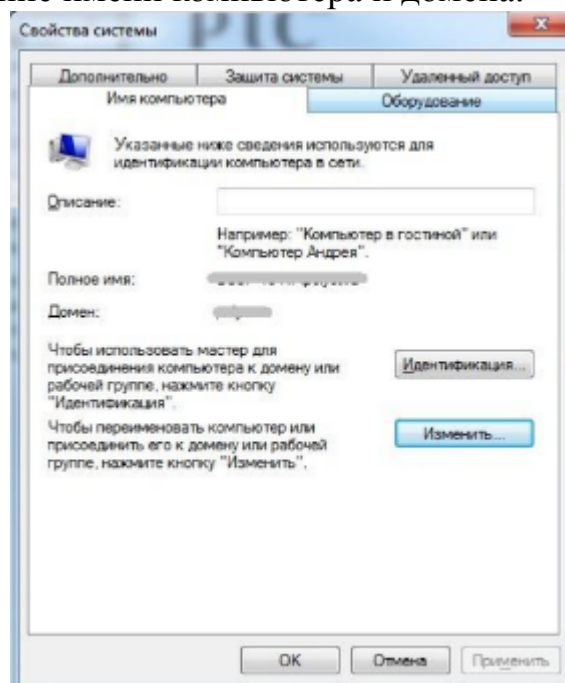 имени компьютера и домена.
Свойства системы
Дополнительно
Защита системы
Удаленный доступ
Имя компьютера
Оборудование
Указанные ниже сведения используются для
идентификации компьютера в сети.
Описание:
Например: "Компьютер в гостиной" или
"Компьютер Андрея".
Полное имя:
Домен:
Чтобы использовать мастер для
присоединения компьютера к домену или
рабочей группе, нажмите кнопку
"Идентификация".
Идентификация...
Чтобы переименовать компьютер или
присоединить его к домену или рабочей
группе, нажмите кнопку "Изменить".
Изменить...
OK
Отмена
Применить